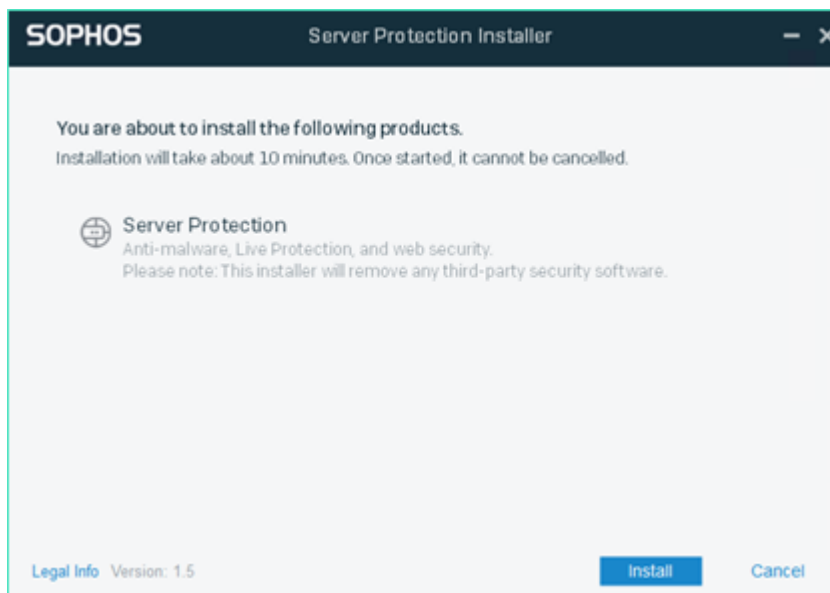 SOPHOS
Server Protection Installer
You are about to install the following products.
Installation will take about 10 minutes. Once started, it cannot be cancelled.
Server Protection
Anti-malware, Live Protection, and web security.
Please note: This installer will remove any third-party security software.
Legal Info Version: 1.5
Install
Cancel